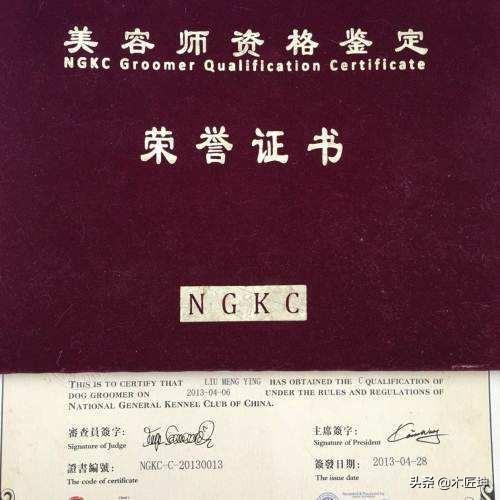 美容师资格鉴定
NGKC Groomer Qualification Certificate
荣誉证书
NGKC
THIS IS TO CERTIFY THAT LIU MENG YING HAS OBTAINED THE C QUALIFICATION OF
DOG GROOMER ON 2013-04-06 UNDER THE RULES AND REGULATIONS OF
NATIONAL GENERAL KENNEL CLUB OF CHINA.
審查員簽字: 主席簽字:
Signature of Judge Signature of President
證書編號: NGKC-C-20130013 簽發日期: 2013-04-28
The code of certificate The issue date
头条 @木匠坤